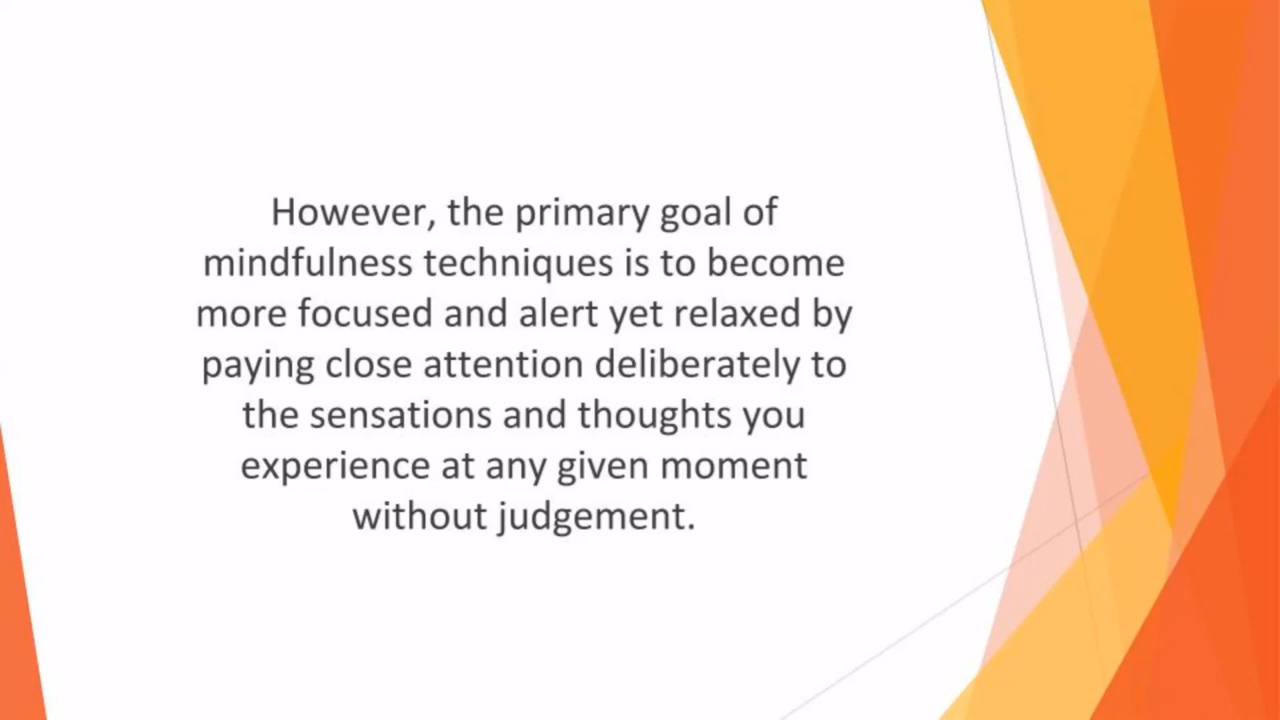 However, the primary goal of
mindfulness techniques is to become
more focused and alert yet relaxed by
paying close attention deliberately to
the sensations and thoughts you
experience at any given moment
without judgement.